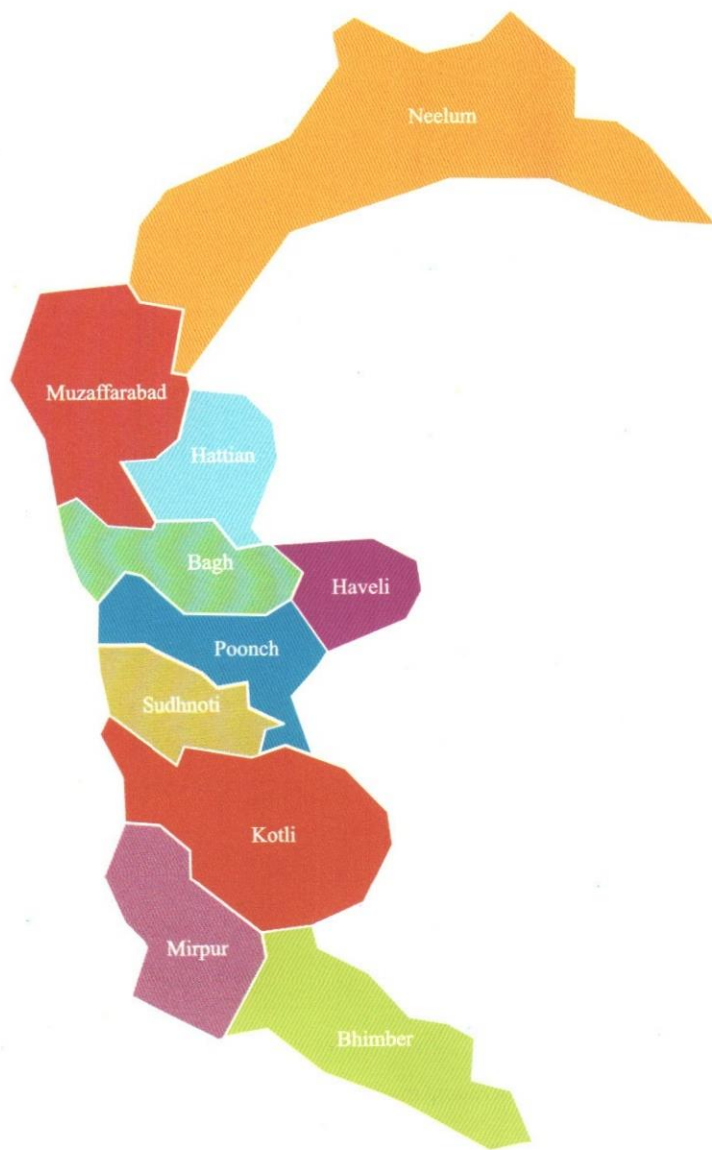 Neelum
Muzaffarabad
Hattian
Bagh
Haveli
Poonch
Sudhnoti
Kotli
Mirpur
Bhimber